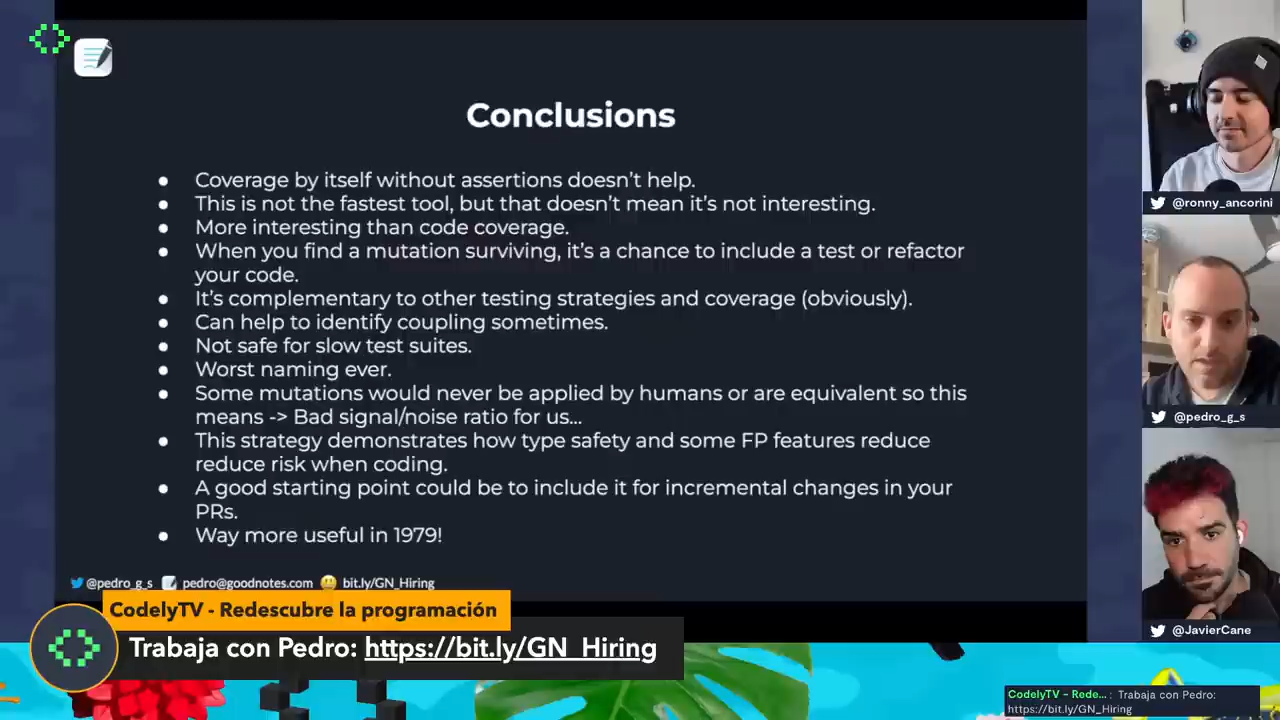 Conclusions
● Coverage by itself without assertions doesn't help.
● This is not the fastest tool, but that doesn't mean it's not interesting.
● More interesting than code coverage.
● When you find a mutation surviving, it's a chance to include a test or refactor
your code.
● It's complementary to other testing strategies and coverage (obviously).
● Can help to identify coupling sometimes.
● Not safe for slow test suites.
● Worst naming ever.
● Some mutations would never be applied by humans or are equivalent so this
means -> Bad signal/noise ratio for us...
● This strategy demonstrates how type safety and some FP features reduce
reduce risk when coding.
● A good starting point could be to include it for incremental changes in your
PRs.
● Way more useful in 1979!
@pedro_g_s pedro@goodnotes.com bit.ly/GN_Hiring
CodelyTV - Redescubre la programación
Trabaja con Pedro: https://bit.ly/GN_Hiring
@ronny_ancorini
@pedro_g_s
@JavierCane
CodelyTV - Rede... : Trabaja con Pedro:
https://bit.ly/GN_Hiring